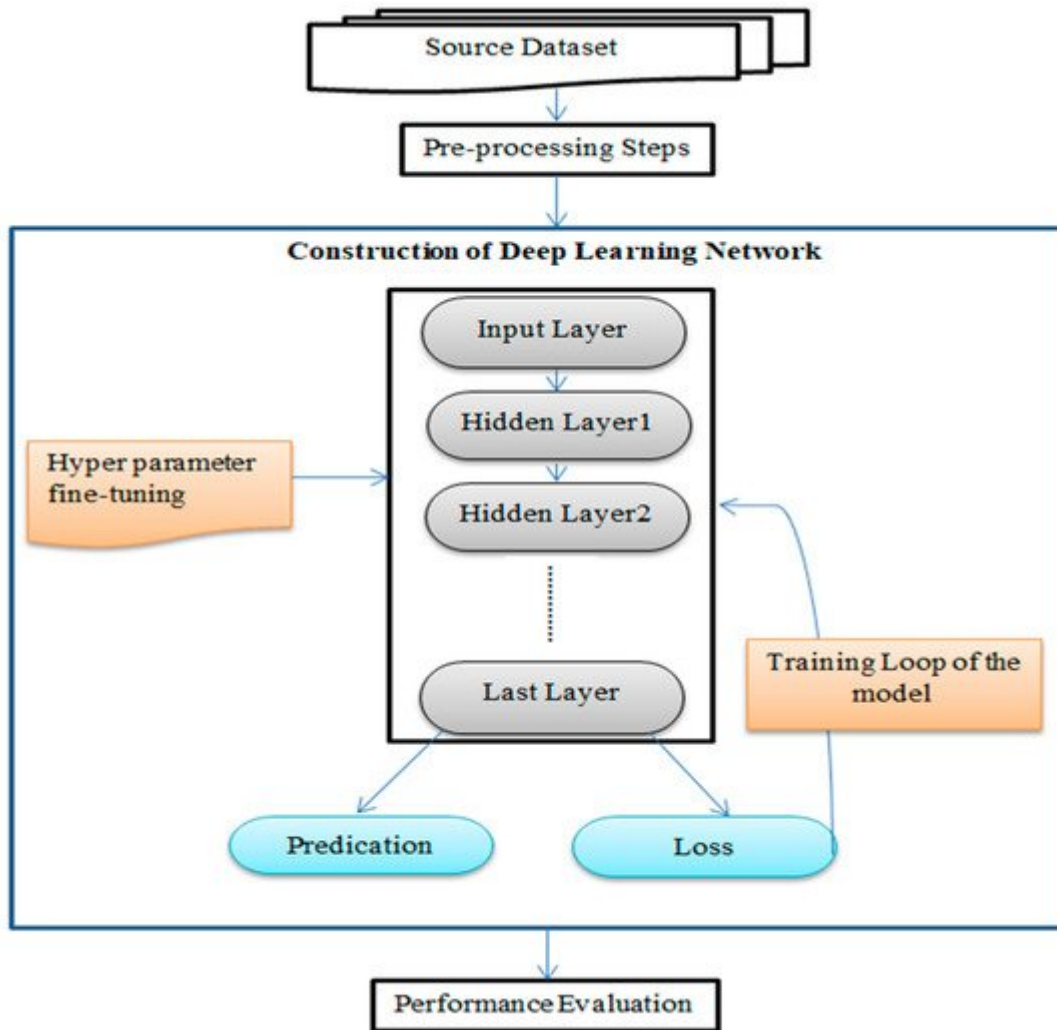 Source Dataset
Pre-processing Steps
Construction of Deep Learning Network
Input Layer
Hidden Layer1
Hyper parameter
fine-tuning
Hidden Layer2
Training Loop of the
model
Last Layer
Predication
Loss
Performance Evaluation